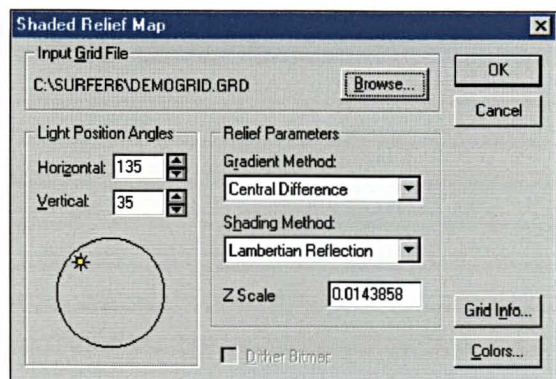 Shaded Relief Map
Input Grid File
C:\SURFER6\DEMOGRID.GRD
Browse...
OK
Cancel
Light Position Angles
Horizontal: 135
Vertical: 35
Relief Parameters
Gradient Method:
Central Difference
Shading Method:
Lambertian Reflection
Z Scale 0.0143858
Dither Bitmap
Grid Info...
Colors...